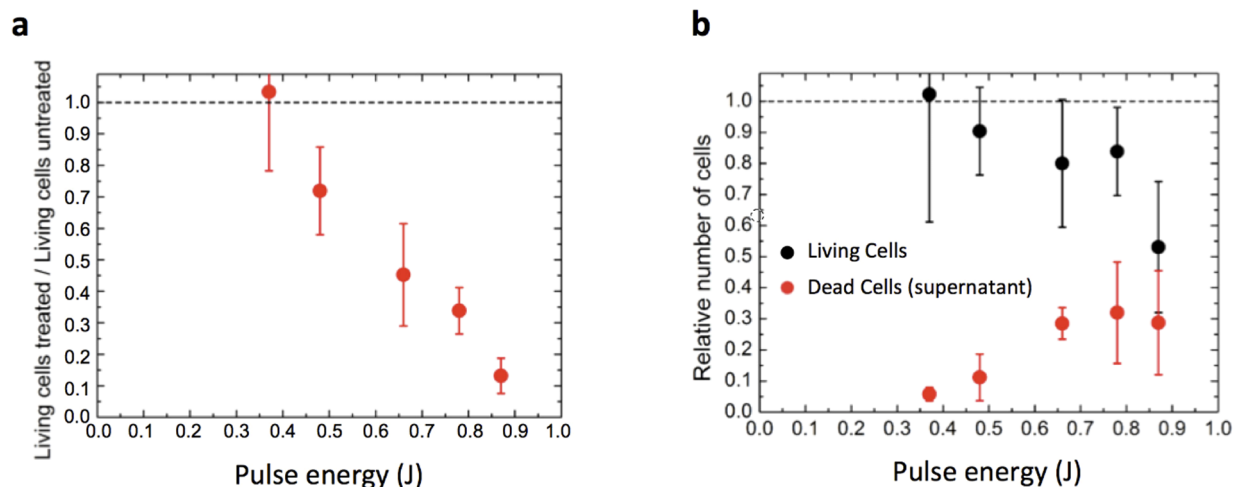 a
Living cells treated / Living cells untreated
1.0
0.9
0.8
0.7
0.6
0.5
0.4
0.3
0.2
0.1
0.0
0.0 0.1 0.2 0.3 0.4 0.5 0.6 0.7 0.8 0.9 1.0
Pulse energy (J)
b
Relative number of cells
1.0
0.9
0.8
0.7
0.6
0.5
0.4
0.3
0.2
0.1
0.0
Living Cells
Dead Cells (supernatant)
0.0 0.1 0.2 0.3 0.4 0.5 0.6 0.7 0.8 0.9 1.0
Pulse energy (J)